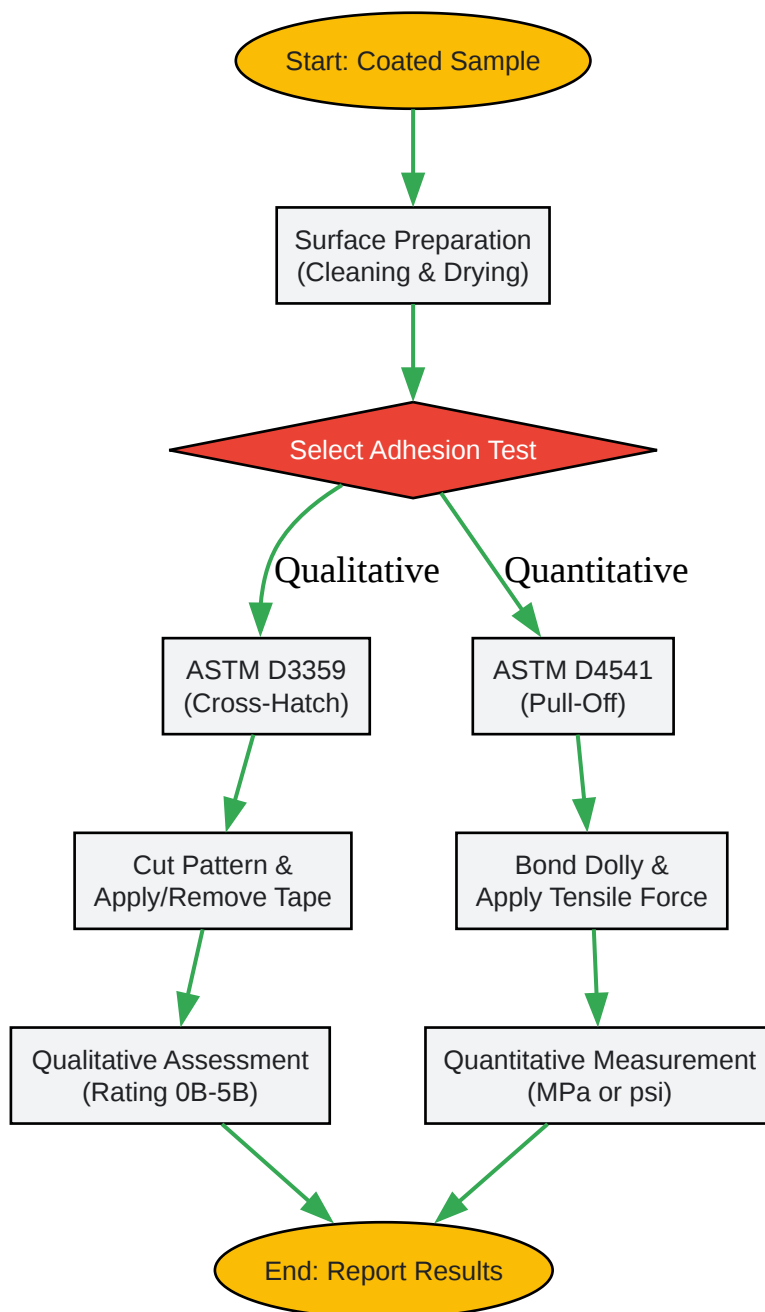 Start: Coated Sample
Surface Preparation
(Cleaning & Drying)
Select Adhesion Test
Qualitative
Quantitative
ASTM D3359
(Cross-Hatch)
ASTM D4541
(Pull-Off)
Cut Pattern &
Apply/Remove Tape
Bond Dolly &
Apply Tensile Force
Qualitative Assessment
(Rating 0B-5B)
Quantitative Measurement
(MPa or psi)
End: Report Results